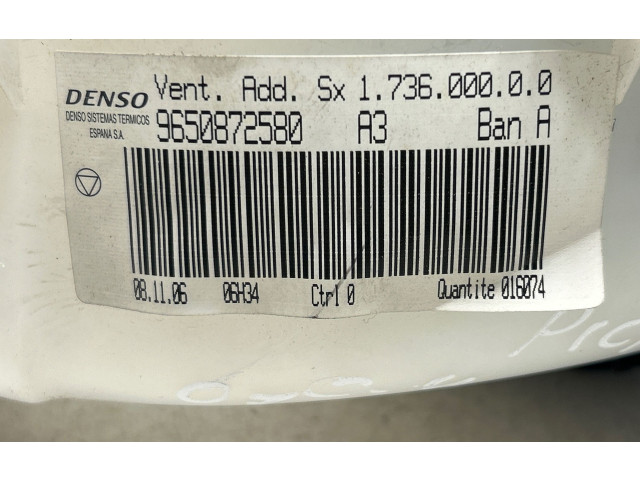 DENSO Vent. Add. Sx 1.736.000.0.0
DENSO SISTEMAS TERMICOS
ESPANA S.A.
9650872580 A3 Ban A
08.11.06 06H34 Ctrl 0 Quantite 016074